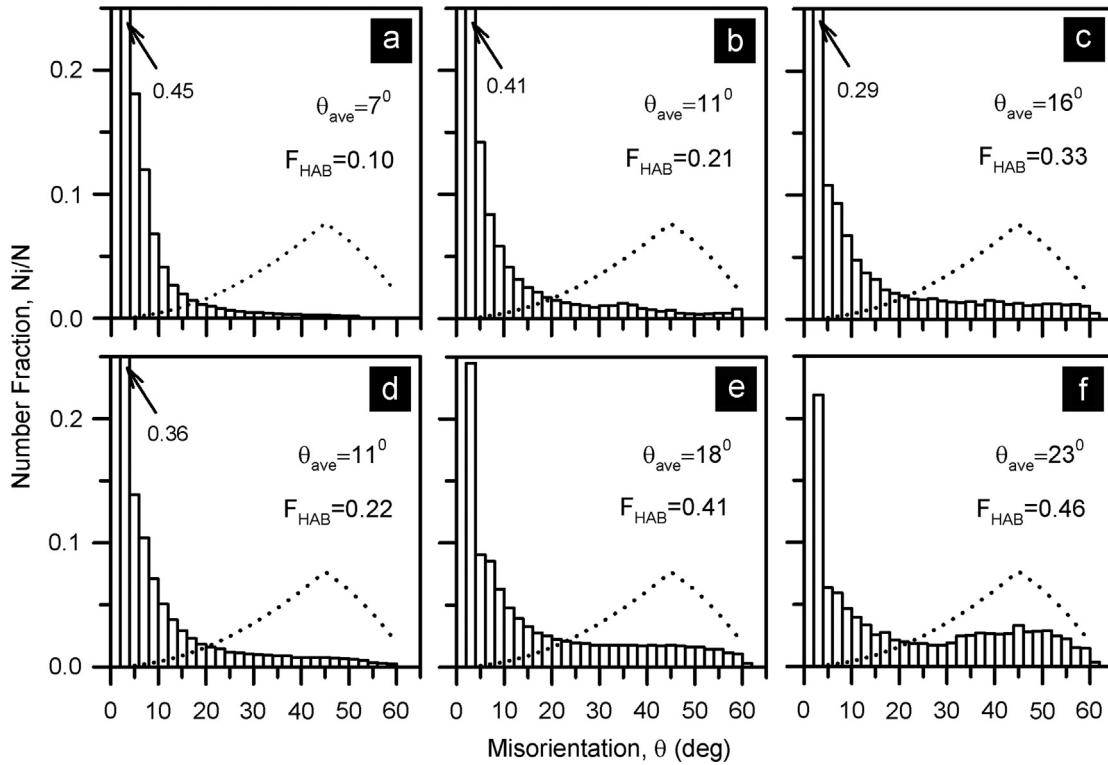 a
0.2
0.45
θave=7⁰
FHAB=0.10
0.1
0.0
b
0.41
θave=11⁰
FHAB=0.21
c
0.29
θave=16⁰
FHAB=0.33
Number Fraction, Ni/N
d
0.2
0.36
θave=11⁰
FHAB=0.22
0.1
0.0
0 10 20 30 40 50 60
e
θave=18⁰
FHAB=0.41
0 10 20 30 40 50 60
f
θave=23⁰
FHAB=0.46
0 10 20 30 40 50 60
Misorientation, θ (deg)